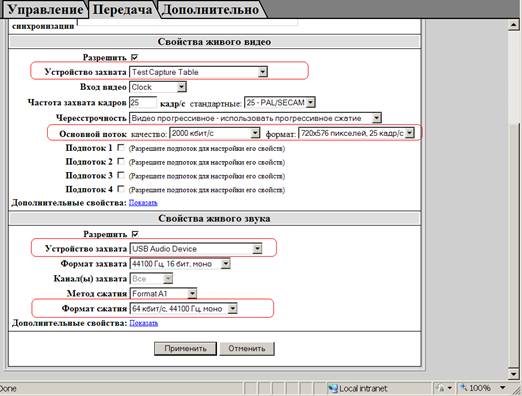 Управление Передача Дополнительно
синхронизации
Свойства живого видео
Разрешить
Устройство захвата Test Capture Table
Вход видео Clock
Частота захвата кадров 25 кадр/с стандартные: 25 - PAL/SECAM
Чересстрочность Видео прогрессивное - использовать прогрессивное сжатие
Основной поток качество: 2000 кбит/с формат: 720x576 пикселей, 25 кадр/с
Подпоток 1 (Разрешите подпоток для настройки его свойств)
Подпоток 2 (Разрешите подпоток для настройки его свойств)
Подпоток 3 (Разрешите подпоток для настройки его свойств)
Подпоток 4 (Разрешите подпоток для настройки его свойств)
Дополнительные свойства: Показать
Свойства живого звука
Разрешить
Устройство захвата USB Audio Device
Формат захвата 44100 Гц, 16 бит, моно
Канал(ы) захвата Все
Метод сжатия Format A1
Формат сжатия 64 кбит/с, 44100 Гц, моно
Дополнительные свойства: Показать
Применить Отменить
Done Local intranet 100%